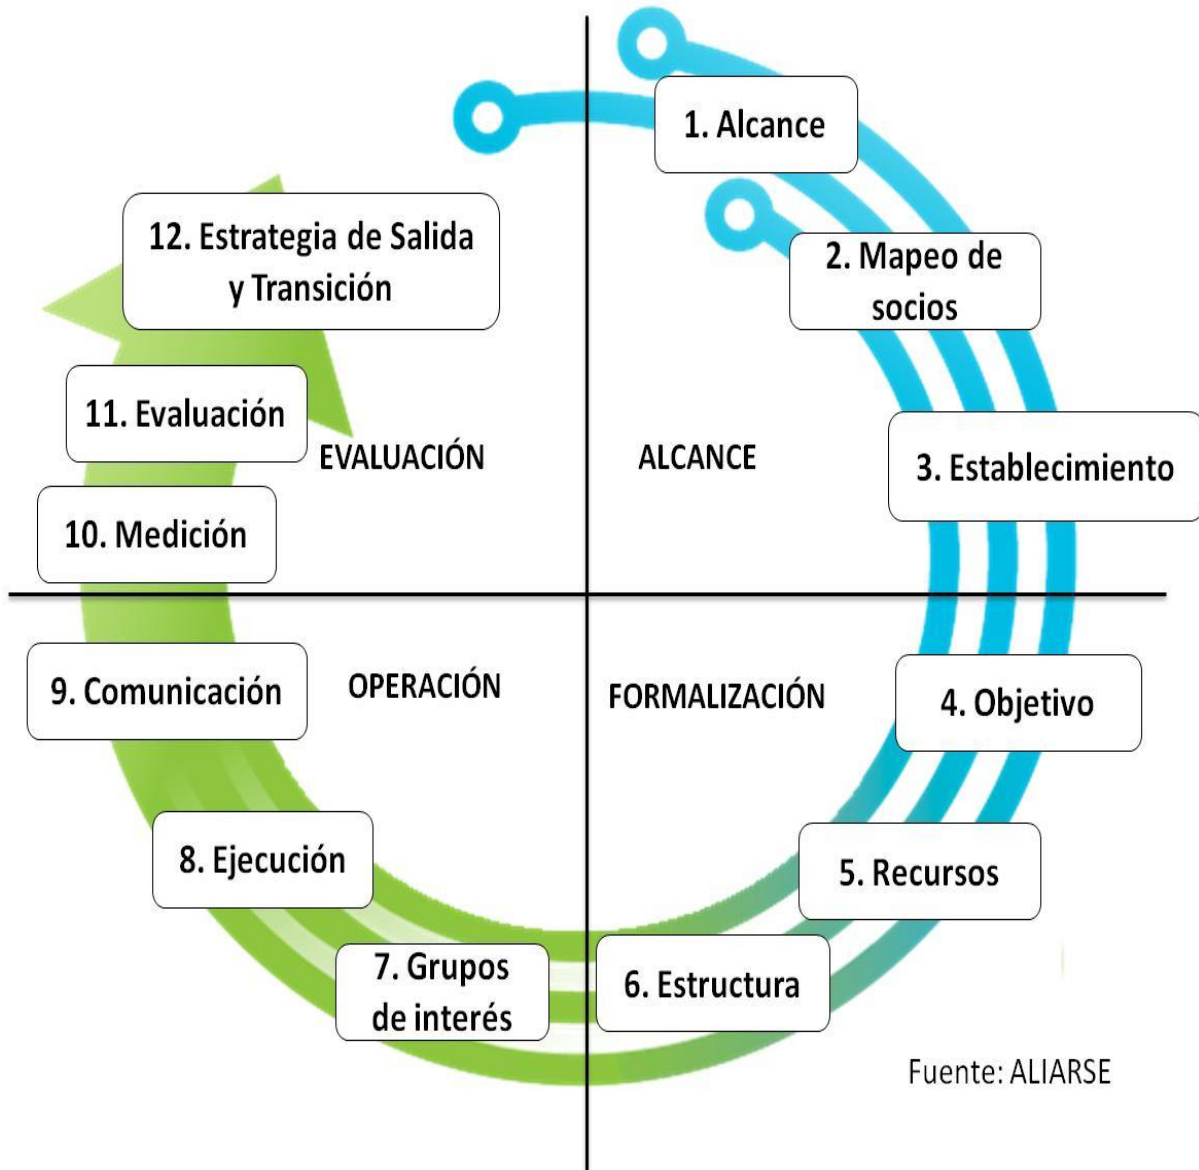 1. Alcance
2. Mapeo de
socios
3. Establecimiento
ALCANCE
4. Objetivo
5. Recursos
6. Estructura
FORMALIZACIÓN
7. Grupos
de interés
8. Ejecución
9. Comunicación
OPERACIÓN
10. Medición
11. Evaluación
12. Estrategia de Salida
y Transición
EVALUACIÓN
Fuente: ALIARSE